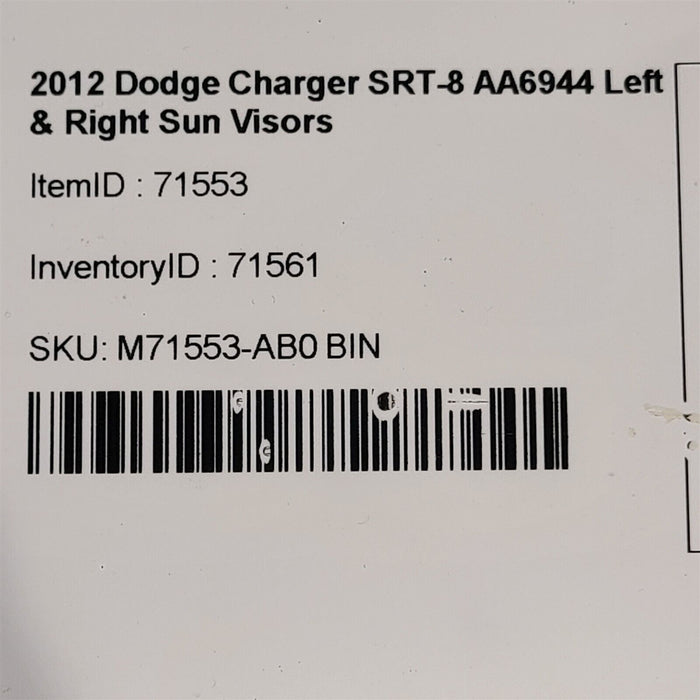 2012 Dodge Charger SRT-8 AA6944 Left
& Right Sun Visors
ItemID : 71553
InventoryID : 71561
SKU: M71553-AB0 BIN